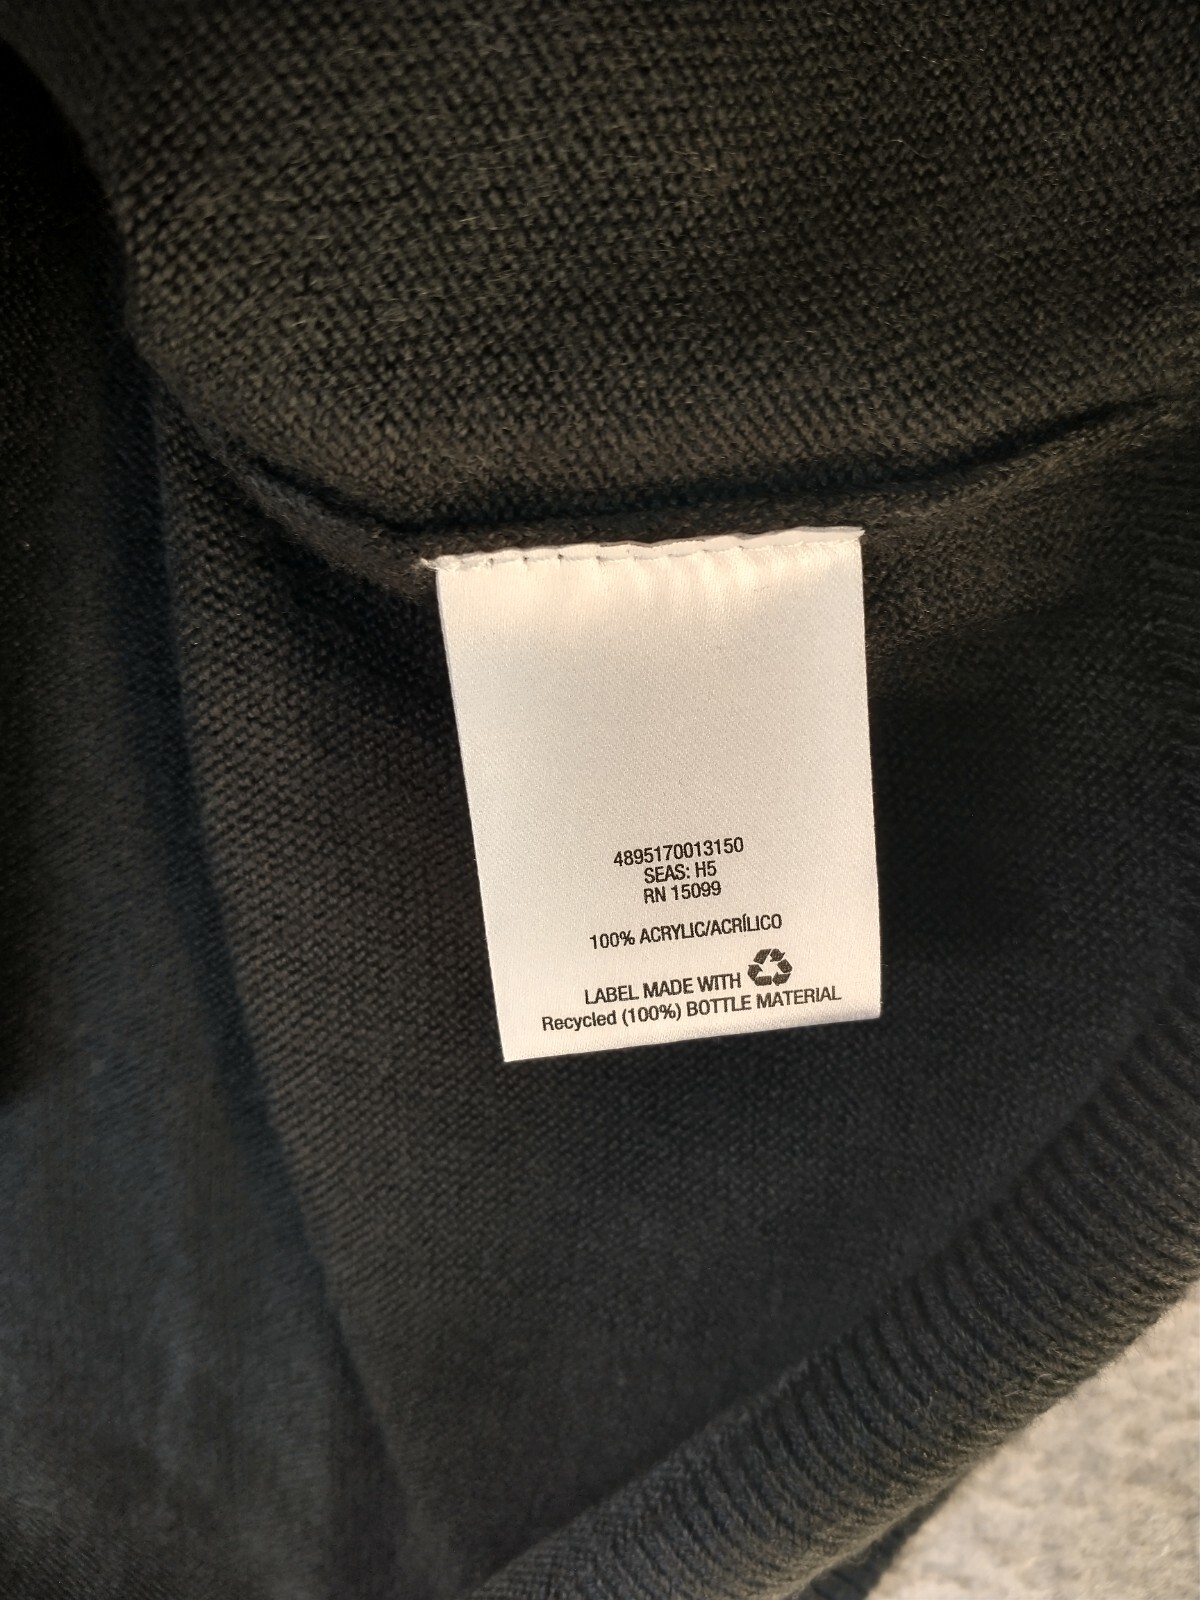 4895170013150
SEAS: H5
RN 15099
100% ACRYLIC/ACRÍLICO
LABEL MADE WITH
Recycled (100%) BOTTLE MATERIAL